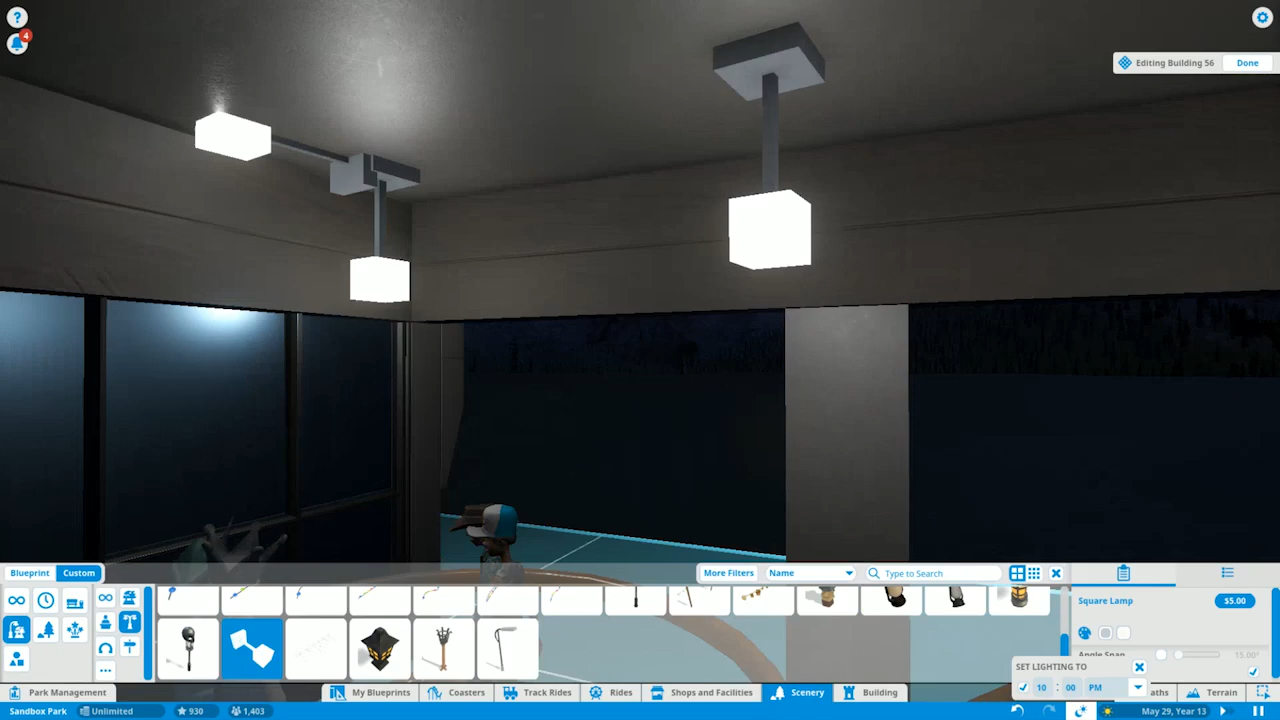 ?
4
Editing Building 56 Done
Blueprint Custom
More Filters Name Type to Search
Square Lamp $5.00
Angle Snap 15.00°
SET LIGHTING TO
10 : 00 PM
Park Management My Blueprints Coasters Track Rides Rides Shops and Facilities Scenery Building aths Terrain
Sandbox Park Unlimited 930 1,403 May 29, Year 13